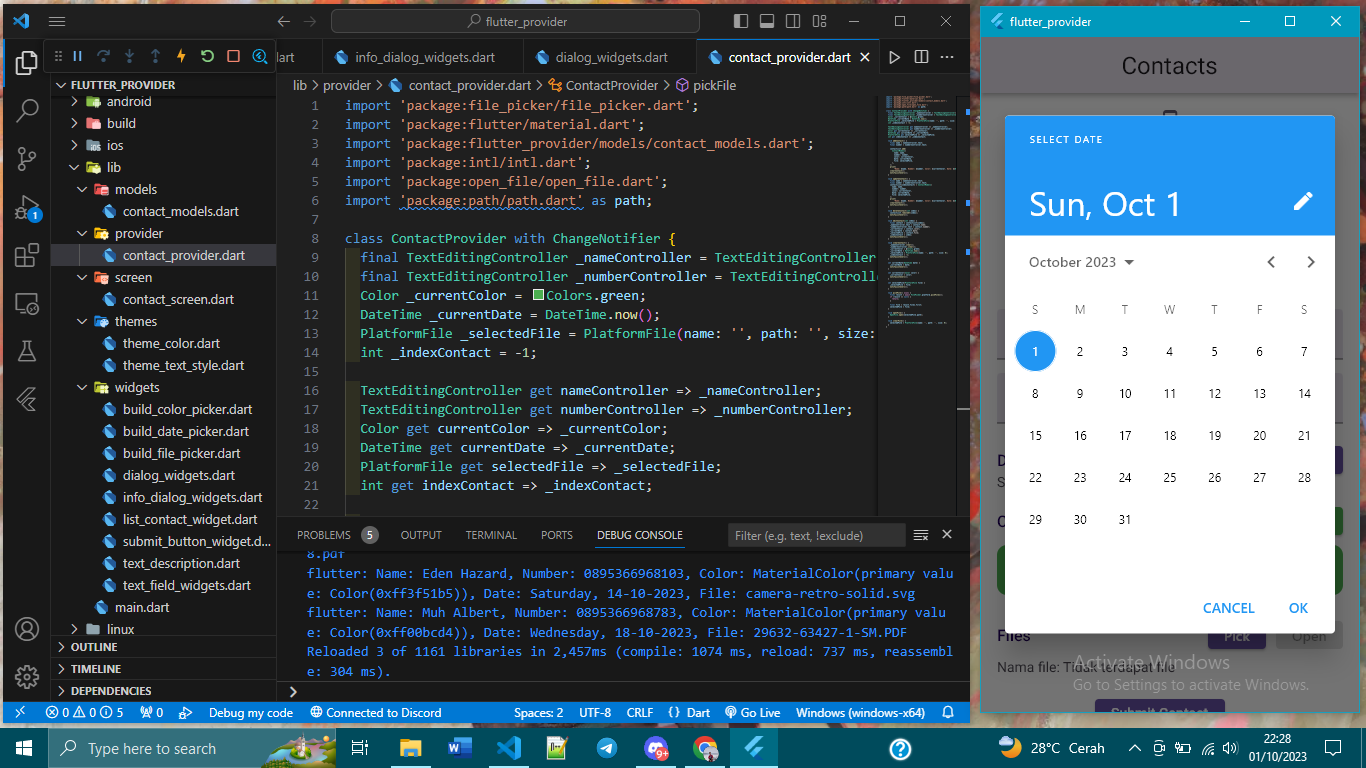 flutter_provider
FLUTTER_PROVIDER
android
build
ios
lib
models
contact_models.dart
provider
contact_provider.dart
screen
contact_screen.dart
themes
theme_color.dart
theme_text_style.dart
widgets
build_color_picker.dart
build_date_picker.dart
build_file_picker.dart
dialog_widgets.dart
info_dialog_widgets.dart
list_contact_widget.dart
submit_button_widget.d...
text_description.dart
text_field_widgets.dart
main.dart
linux
OUTLINE
TIMELINE
DEPENDENCIES
1
art
info_dialog_widgets.dart
dialog_widgets.dart
contact_provider.dart
lib > provider > contact_provider.dart > ContactProvider > pickFile
1 import 'package:file_picker/file_picker.dart';
2 import 'package:flutter/material.dart';
3 import 'package:flutter_provider/models/contact_models.dart';
4 import 'package:intl/intl.dart';
5 import 'package:open_file/open_file.dart';
6 import 'package:path/path.dart' as path;
7
8 class ContactProvider with ChangeNotifier {
9 final TextEditingController _nameController = TextEditingController
10 final TextEditingController _numberController = TextEditingControlle
11 Color _currentColor = Colors.green;
12 DateTime _currentDate = DateTime.now();
13 PlatformFile _selectedFile = PlatformFile(name: '', path: '', size:
14 int _indexContact = -1;
15
16 TextEditingController get nameController => _nameController;
17 TextEditingController get numberController => _numberController;
18 Color get currentColor => _currentColor;
19 DateTime get currentDate => _currentDate;
20 PlatformFile get selectedFile => _selectedFile;
21 int get indexContact => _indexContact;
22
PROBLEMS 5 OUTPUT TERMINAL PORTS DEBUG CONSOLE Filter (e.g. text, !exclude)
8.pdf
flutter: Name: Eden Hazard, Number: 0895366968103, Color: MaterialColor(primary valu
e: Color(0xff3f51b5)), Date: Saturday, 14-10-2023, File: camera-retro-solid.svg
flutter: Name: Muh Albert, Number: 0895366968783, Color: MaterialColor(primary valu
e: Color(0xff00bcd4)), Date: Wednesday, 18-10-2023, File: 29632-63427-1-SM.PDF
Reloaded 3 of 1161 libraries in 2,457ms (compile: 1074 ms, reload: 737 ms, reassembl
e: 304 ms).
0 0 5 0 Debug my code Connected to Discord Spaces: 2 UTF-8 CRLF {} Dart Go Live Windows (windows-x64)
flutter_provider
Contacts
SELECT DATE
Sun, Oct 1
October 2023
S M T W T F S
1 2 3 4 5 6 7
8 9 10 11 12 13 14
15 16 17 18 19 20 21
22 23 24 25 26 27 28
29 30 31
CANCEL OK
Files Pick Open
Nama file: Tidak terdapat file
Activate Windows
Go to Settings to activate Windows.
Submit Contact
Type here to search
9+
28°C Cerah
22:28
01/10/2023